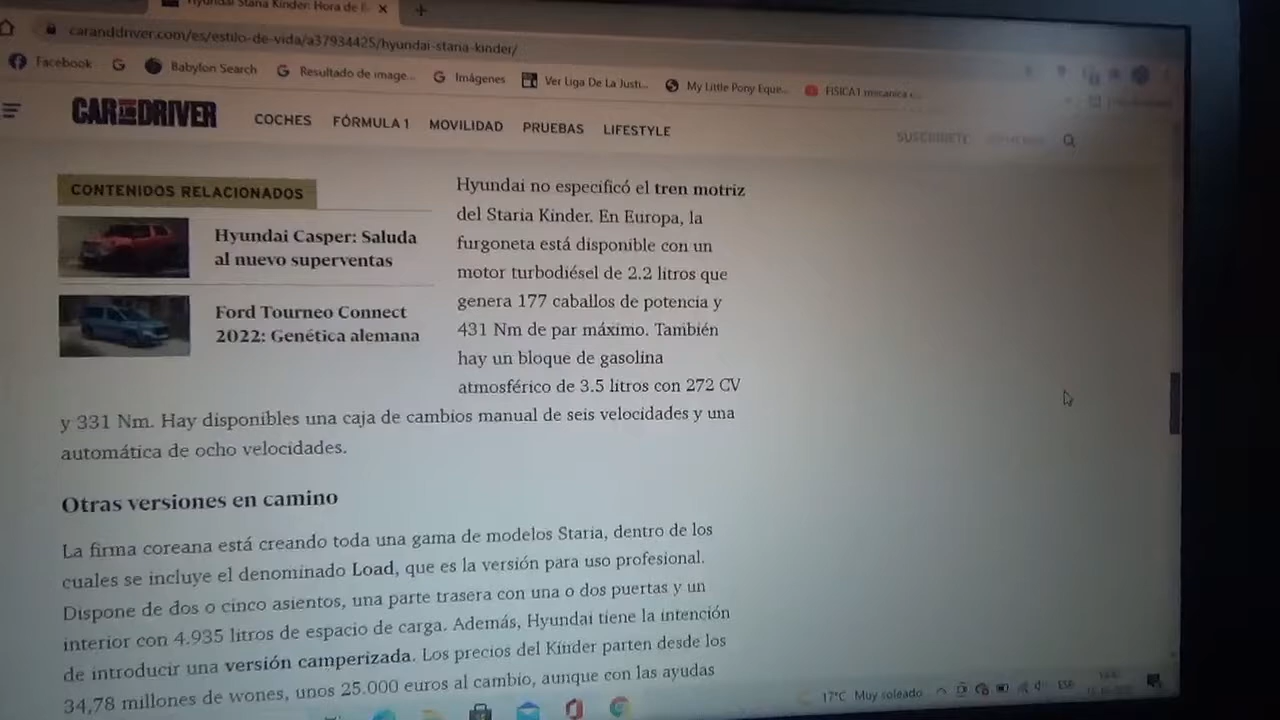 Hyundai Staria Kinder: Hora de
caranddriver.com/es/estilo-de-vida/a37934425/hyundai-staria-kinder/
Facebook
Babylon Search
Resultado de image...
Imágenes
Ver Liga De La Justi...
My Little Pony Eque...
FISICA1 mecanica c...
CAR AND DRIVER
COCHES
FÓRMULA 1
MOVILIDAD
PRUEBAS
LIFESTYLE
SUSCRÍBETE
CONTENIDOS RELACIONADOS
Hyundai Casper: Saluda
al nuevo superventas
Ford Tourneo Connect
2022: Genética alemana
Hyundai no especificó el tren motriz
del Staria Kinder. En Europa, la
furgoneta está disponible con un
motor turbodiésel de 2.2 litros que
genera 177 caballos de potencia y
431 Nm de par máximo. También
hay un bloque de gasolina
atmosférico de 3.5 litros con 272 CV
y 331 Nm. Hay disponibles una caja de cambios manual de seis velocidades y una
automática de ocho velocidades.
Otras versiones en camino
La firma coreana está creando toda una gama de modelos Staria, dentro de los
cuales se incluye el denominado Load, que es la versión para uso profesional.
Dispone de dos o cinco asientos, una parte trasera con una o dos puertas y un
interior con 4.935 litros de espacio de carga. Además, Hyundai tiene la intención
de introducir una versión camperizada. Los precios del Kinder parten desde los
34,78 millones de wones, unos 25.000 euros al cambio, aunque con las ayudas
17°C Muy soleado
ESP